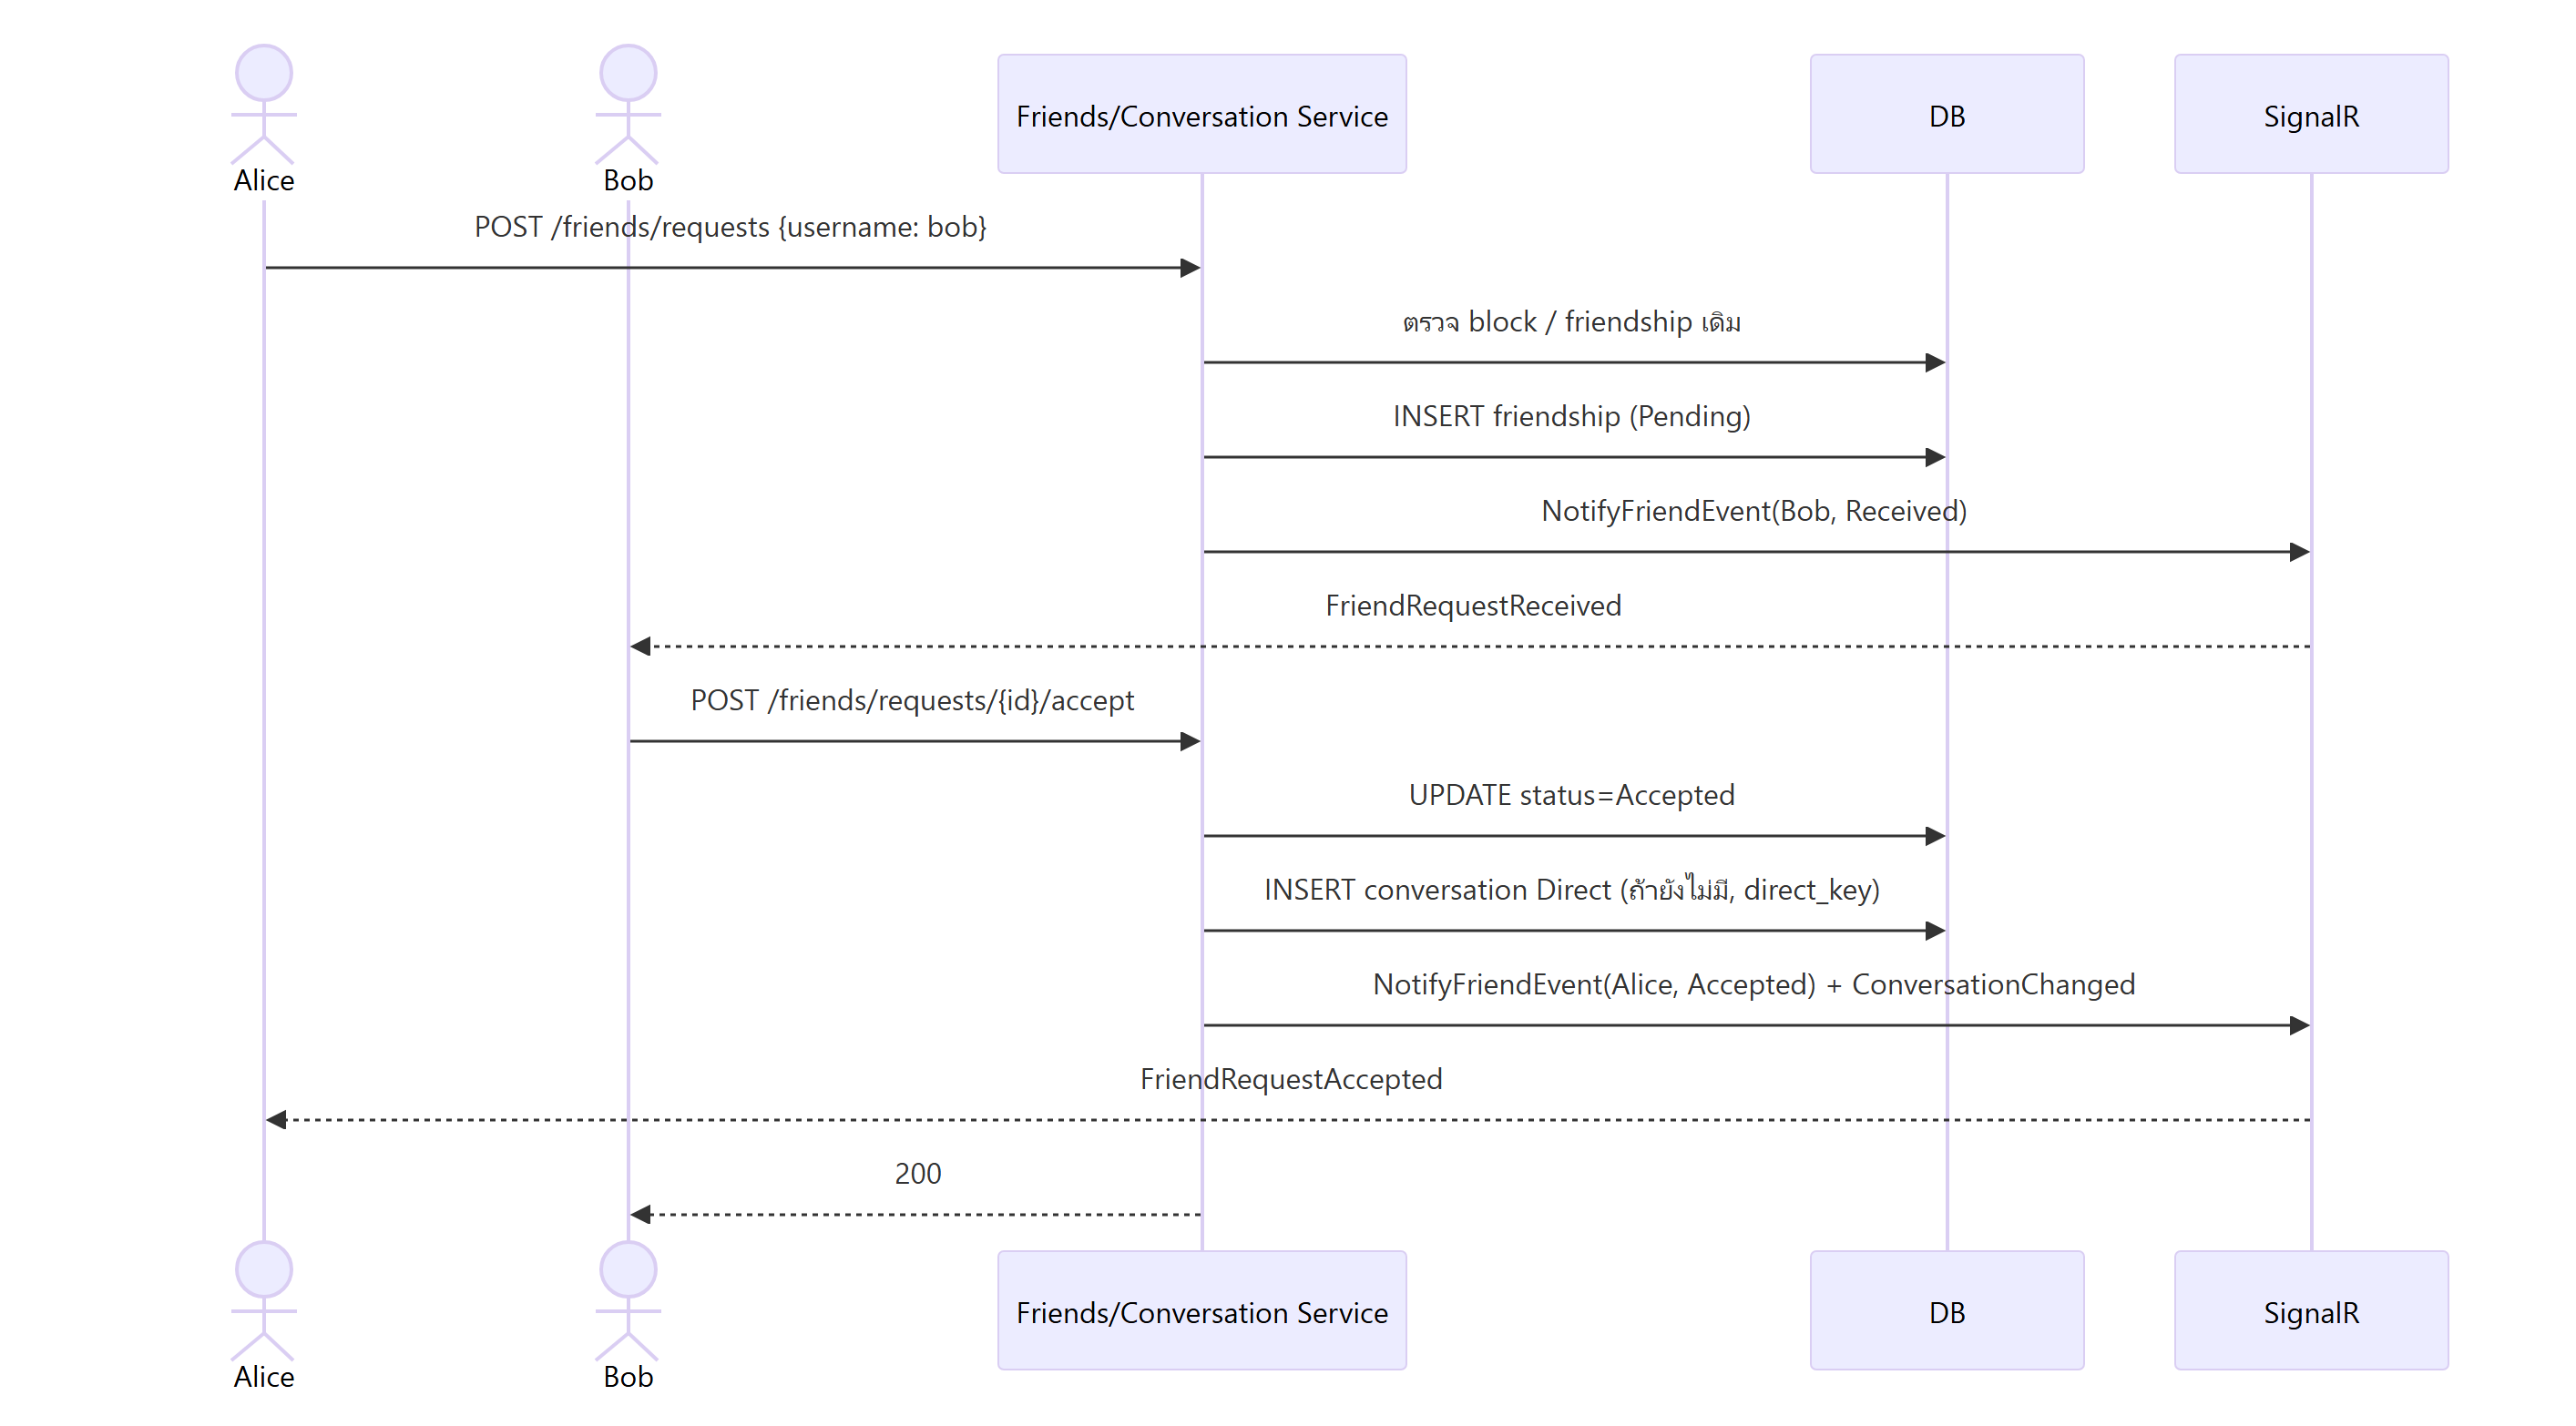 Alice
Bob
Friends/Conversation Service
DB
SignalR
POST /friends/requests {username: bob}
ตรวจ block / friendship เดิม
INSERT friendship (Pending)
NotifyFriendEvent(Bob, Received)
FriendRequestReceived
POST /friends/requests/{id}/accept
UPDATE status=Accepted
INSERT conversation Direct (ถ้ายังไม่มี, direct_key)
NotifyFriendEvent(Alice, Accepted) + ConversationChanged
FriendRequestAccepted
200
Alice
Bob
Friends/Conversation Service
DB
SignalR